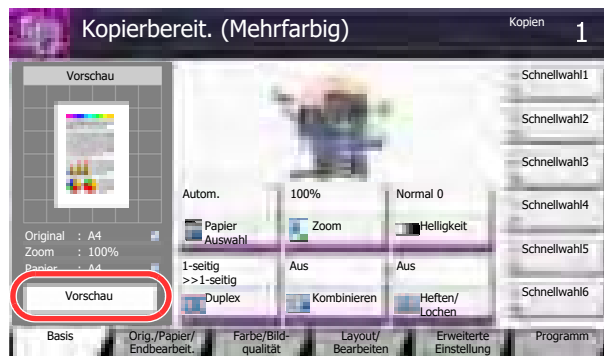 Kopierbereit. (Mehrfarbig)
Kopien
1
Vorschau
Original : A4
Zoom : 100%
Papier : A4
Vorschau
Autom.
Papier
Auswahl
100%
Zoom
Normal 0
Helligkeit
1-seitig
>>1-seitig
Duplex
Aus
Kombinieren
Aus
Heften/
Lochen
Schnellwahl1
Schnellwahl2
Schnellwahl3
Schnellwahl4
Schnellwahl5
Schnellwahl6
Basis
Orig./Papier/
Endbearbeit.
Farbe/Bild-
qualität
Layout/
Bearbeiten
Erweiterte
Einstellung
Programm